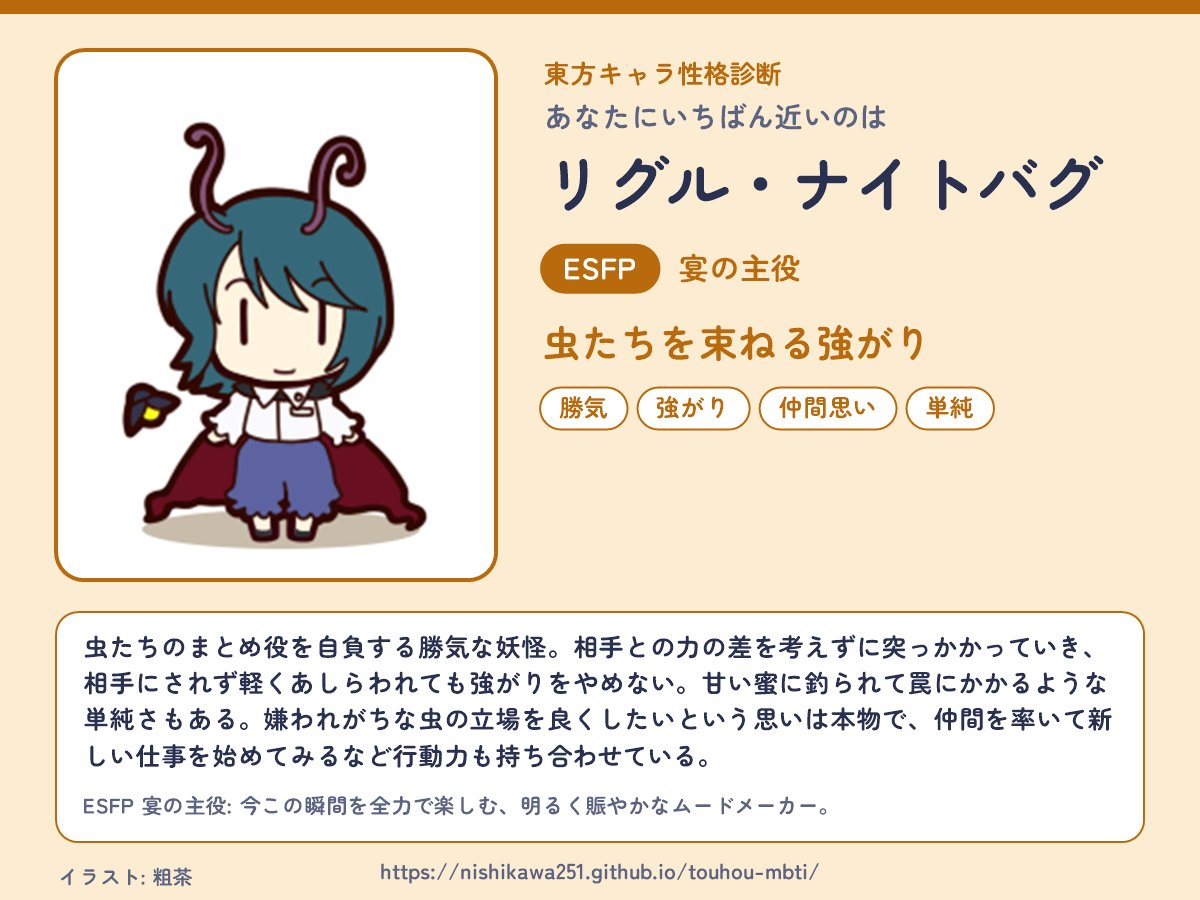 東方キャラ性格診断
あなたにいちばん近いのは
リグル・ナイトバグ
ESFP 宴の主役
虫たちを束ねる強がり
勝気 強がり 仲間思い 単純
虫たちのまとめ役を自負する勝気な妖怪。相手との力の差を考えずに突っかかっていき、
相手にされず軽くあしらわれても強がりをやめない。甘い蜜に釣られて罠にかかるような
単純さもある。嫌われがちな虫の立場を良くしたいという思いは本物で、仲間を率いて新
しい仕事を始めてみるなど行動力も持ち合わせている。
ESFP 宴の主役: 今この瞬間を全力で楽しむ、明るく賑やかなムードメーカー。
イラスト: 粗茶
https://nishikawa251.github.io/touhou-mbti/